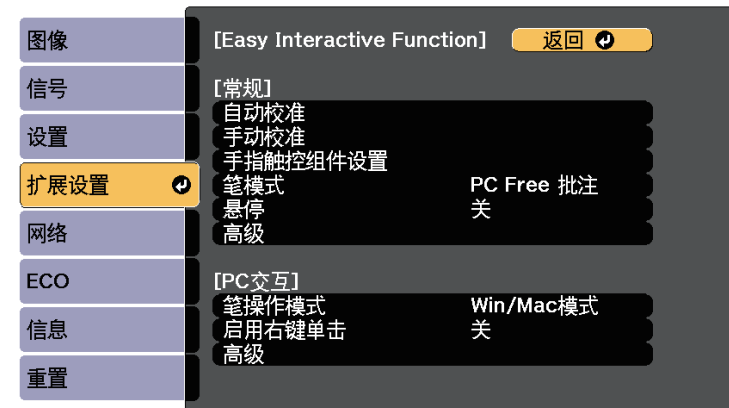 图像
信号
设置
扩展设置
网络
ECO
信息
重置
[Easy Interactive Function] 返回
[常规]
自动校准
手动校准
手指触控组件设置
笔模式 PC Free 批注
悬停 关
高级
[PC交互]
笔操作模式 Win/Mac模式
启用右键单击 关
高级